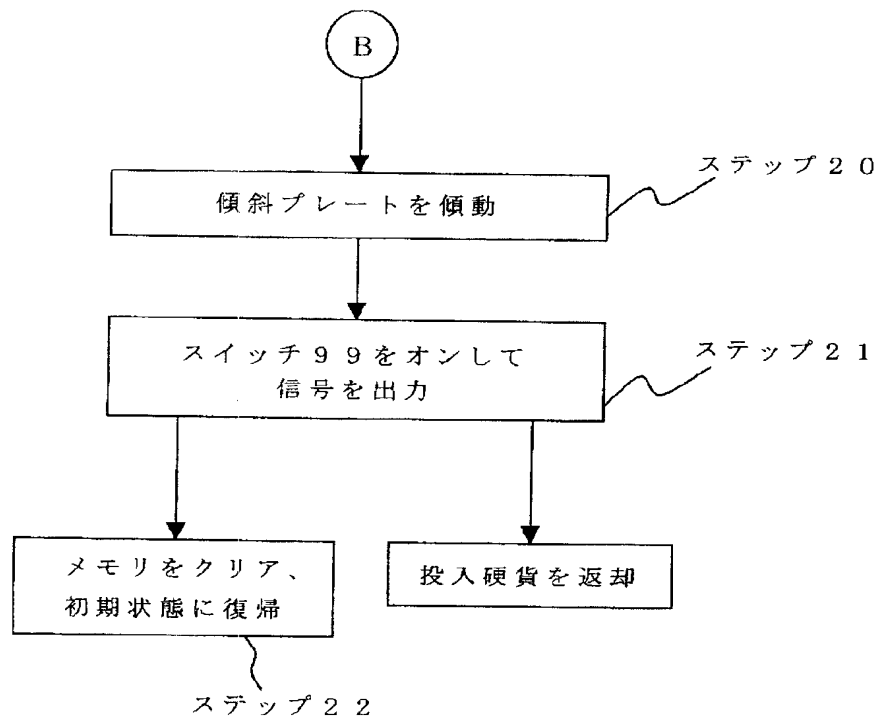 B
ステップ２０
傾斜プレートを傾動
ステップ２１
スイッチ９９をオンして
信号を出力
メモリをクリア、
初期状態に復帰
投入硬貨を返却
ステップ２２